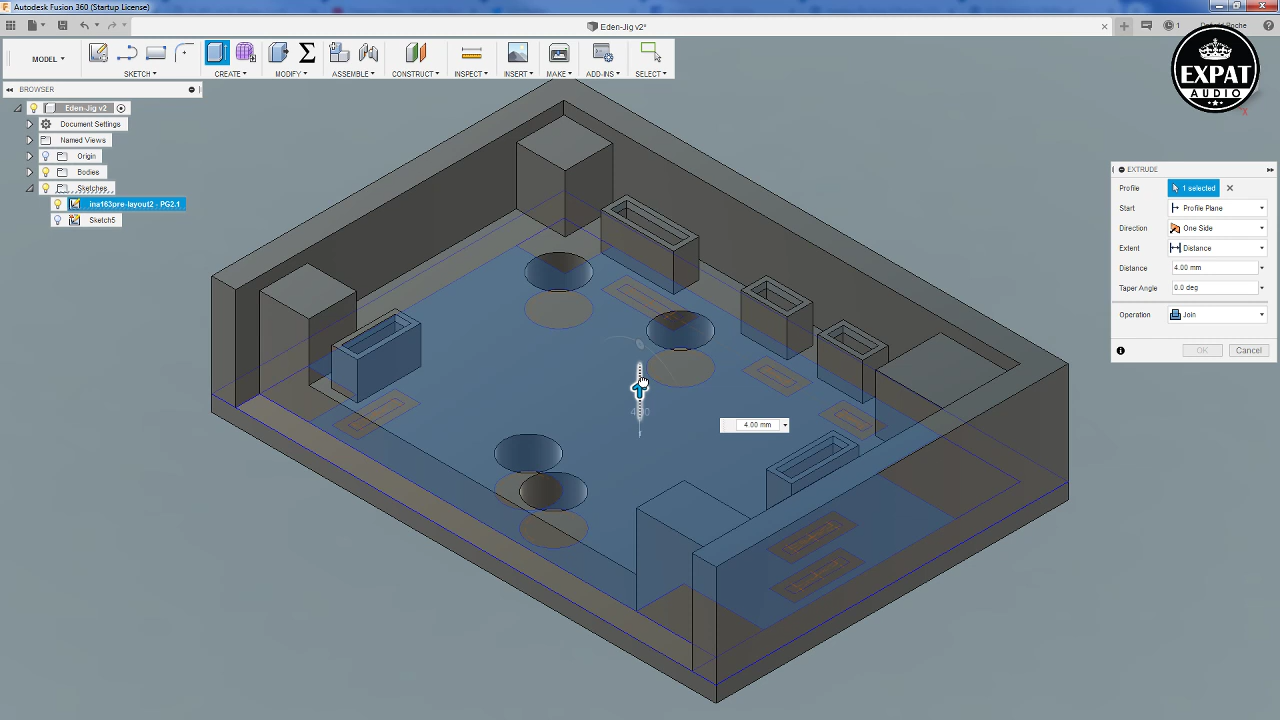 Autodesk Fusion 360 (Startup License)
Eden-Jig v2*
1
Roche
MODEL
SKETCH
CREATE
MODIFY
ASSEMBLE
CONSTRUCT
INSPECT
INSERT
MAKE
ADD-INS
SELECT
EXPAT
AUDIO
BROWSER
Eden-Jig v2
Document Settings
Named Views
Origin
Bodies
Sketches
ina163pre-layout2 - PG2.1
Sketch5
EXTRUDE
Profile 1 selected
Start Profile Plane
Direction One Side
Extent Distance
Distance 4.00 mm
Taper Angle 0.0 deg
Operation Join
OK Cancel
4.00 mm